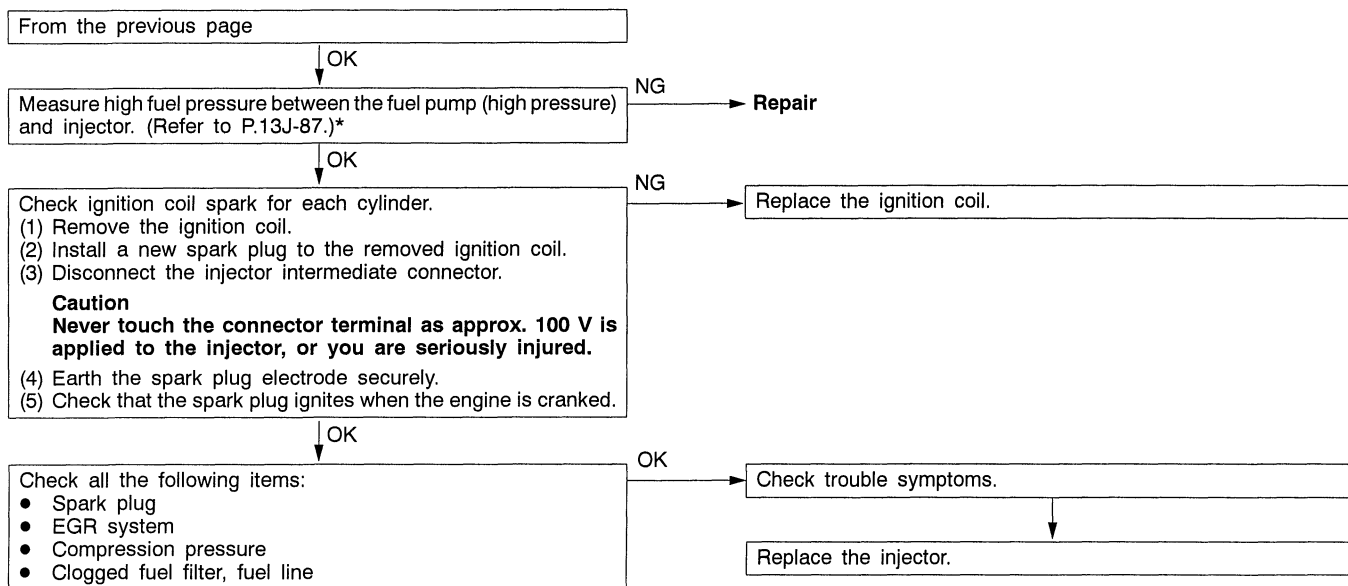 From the previous page
OK
Measure high fuel pressure between the fuel pump (high pressure)
and injector. (Refer to P.13J-87.)*
NG
Repair
OK
Check ignition coil spark for each cylinder.
(1) Remove the ignition coil.
(2) Install a new spark plug to the removed ignition coil.
(3) Disconnect the injector intermediate connector.
Caution
Never touch the connector terminal as approx. 100 V is
applied to the injector, or you are seriously injured.
(4) Earth the spark plug electrode securely.
(5) Check that the spark plug ignites when the engine is cranked.
NG
Replace the ignition coil.
OK
Check all the following items:
● Spark plug
● EGR system
● Compression pressure
● Clogged fuel filter, fuel line
OK
Check trouble symptoms.
Replace the injector.